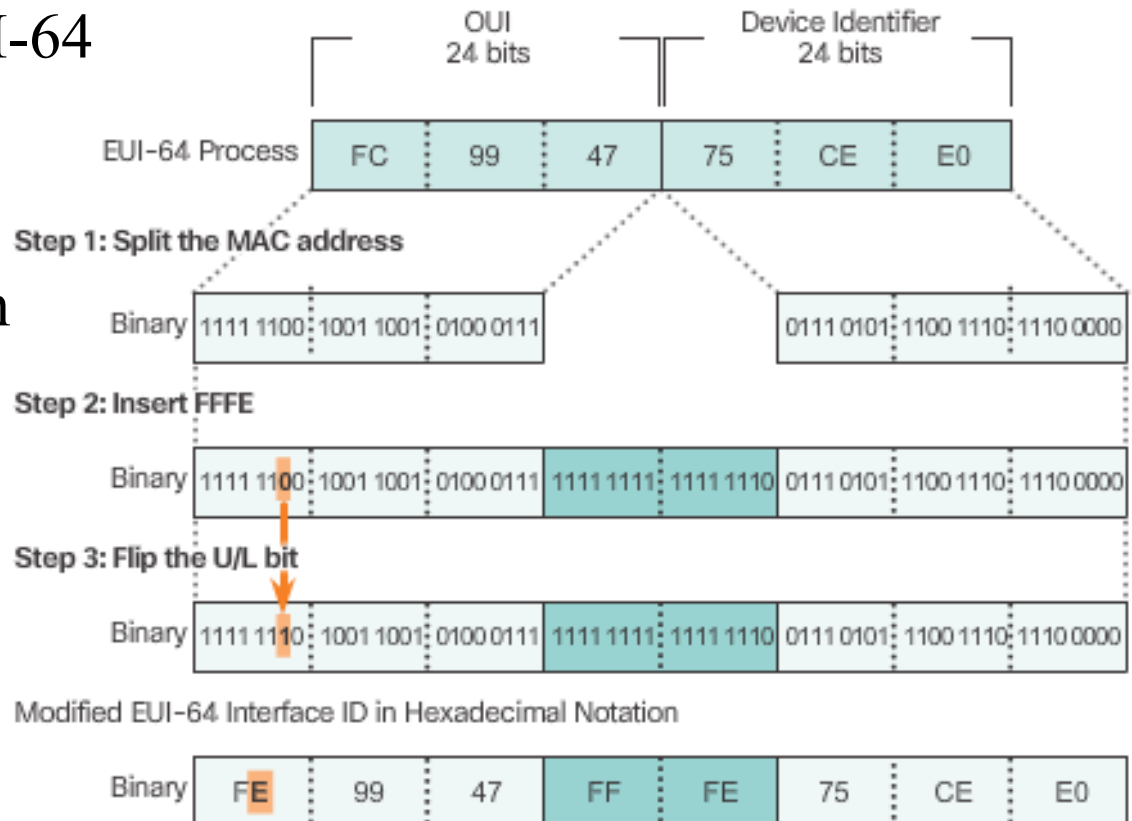 I-64
OUI
24 bits
Device Identifier
24 bits
EUI-64 Process FC 99 47 75 CE E0
Step 1: Split the MAC address
n
Binary 1111 1100 1001 1001 0100 0111 0111 0101 1100 1110 1110 0000
Step 2: Insert FFFE
Binary 1111 1100 1001 1001 0100 0111 1111 1111 1111 1110 0111 0101 1100 1110 1110 0000
Step 3: Flip the U/L bit
Binary 1111 1110 1001 1001 0100 0111 1111 1111 1111 1110 0111 0101 1100 1110 1110 0000
Modified EUI-64 Interface ID in Hexadecimal Notation
Binary FE 99 47 FF FE 75 CE E0